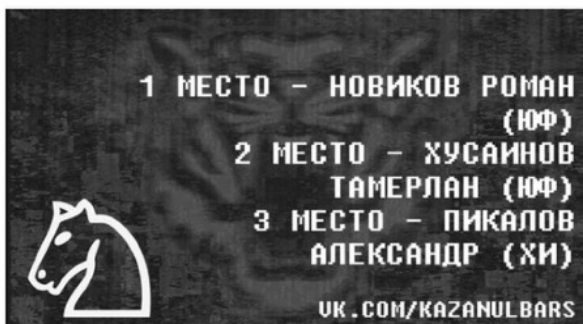 1 МЕСТО - НОВИКОВ РОМАН
(ЮФ)
2 МЕСТО - ХУСАИНОВ
ТАМЕРЛАН (ЮФ)
3 МЕСТО - ПИКАЛОВ
АЛЕКСАНДР (ХИ)
VK.COM/KAZANULBARS